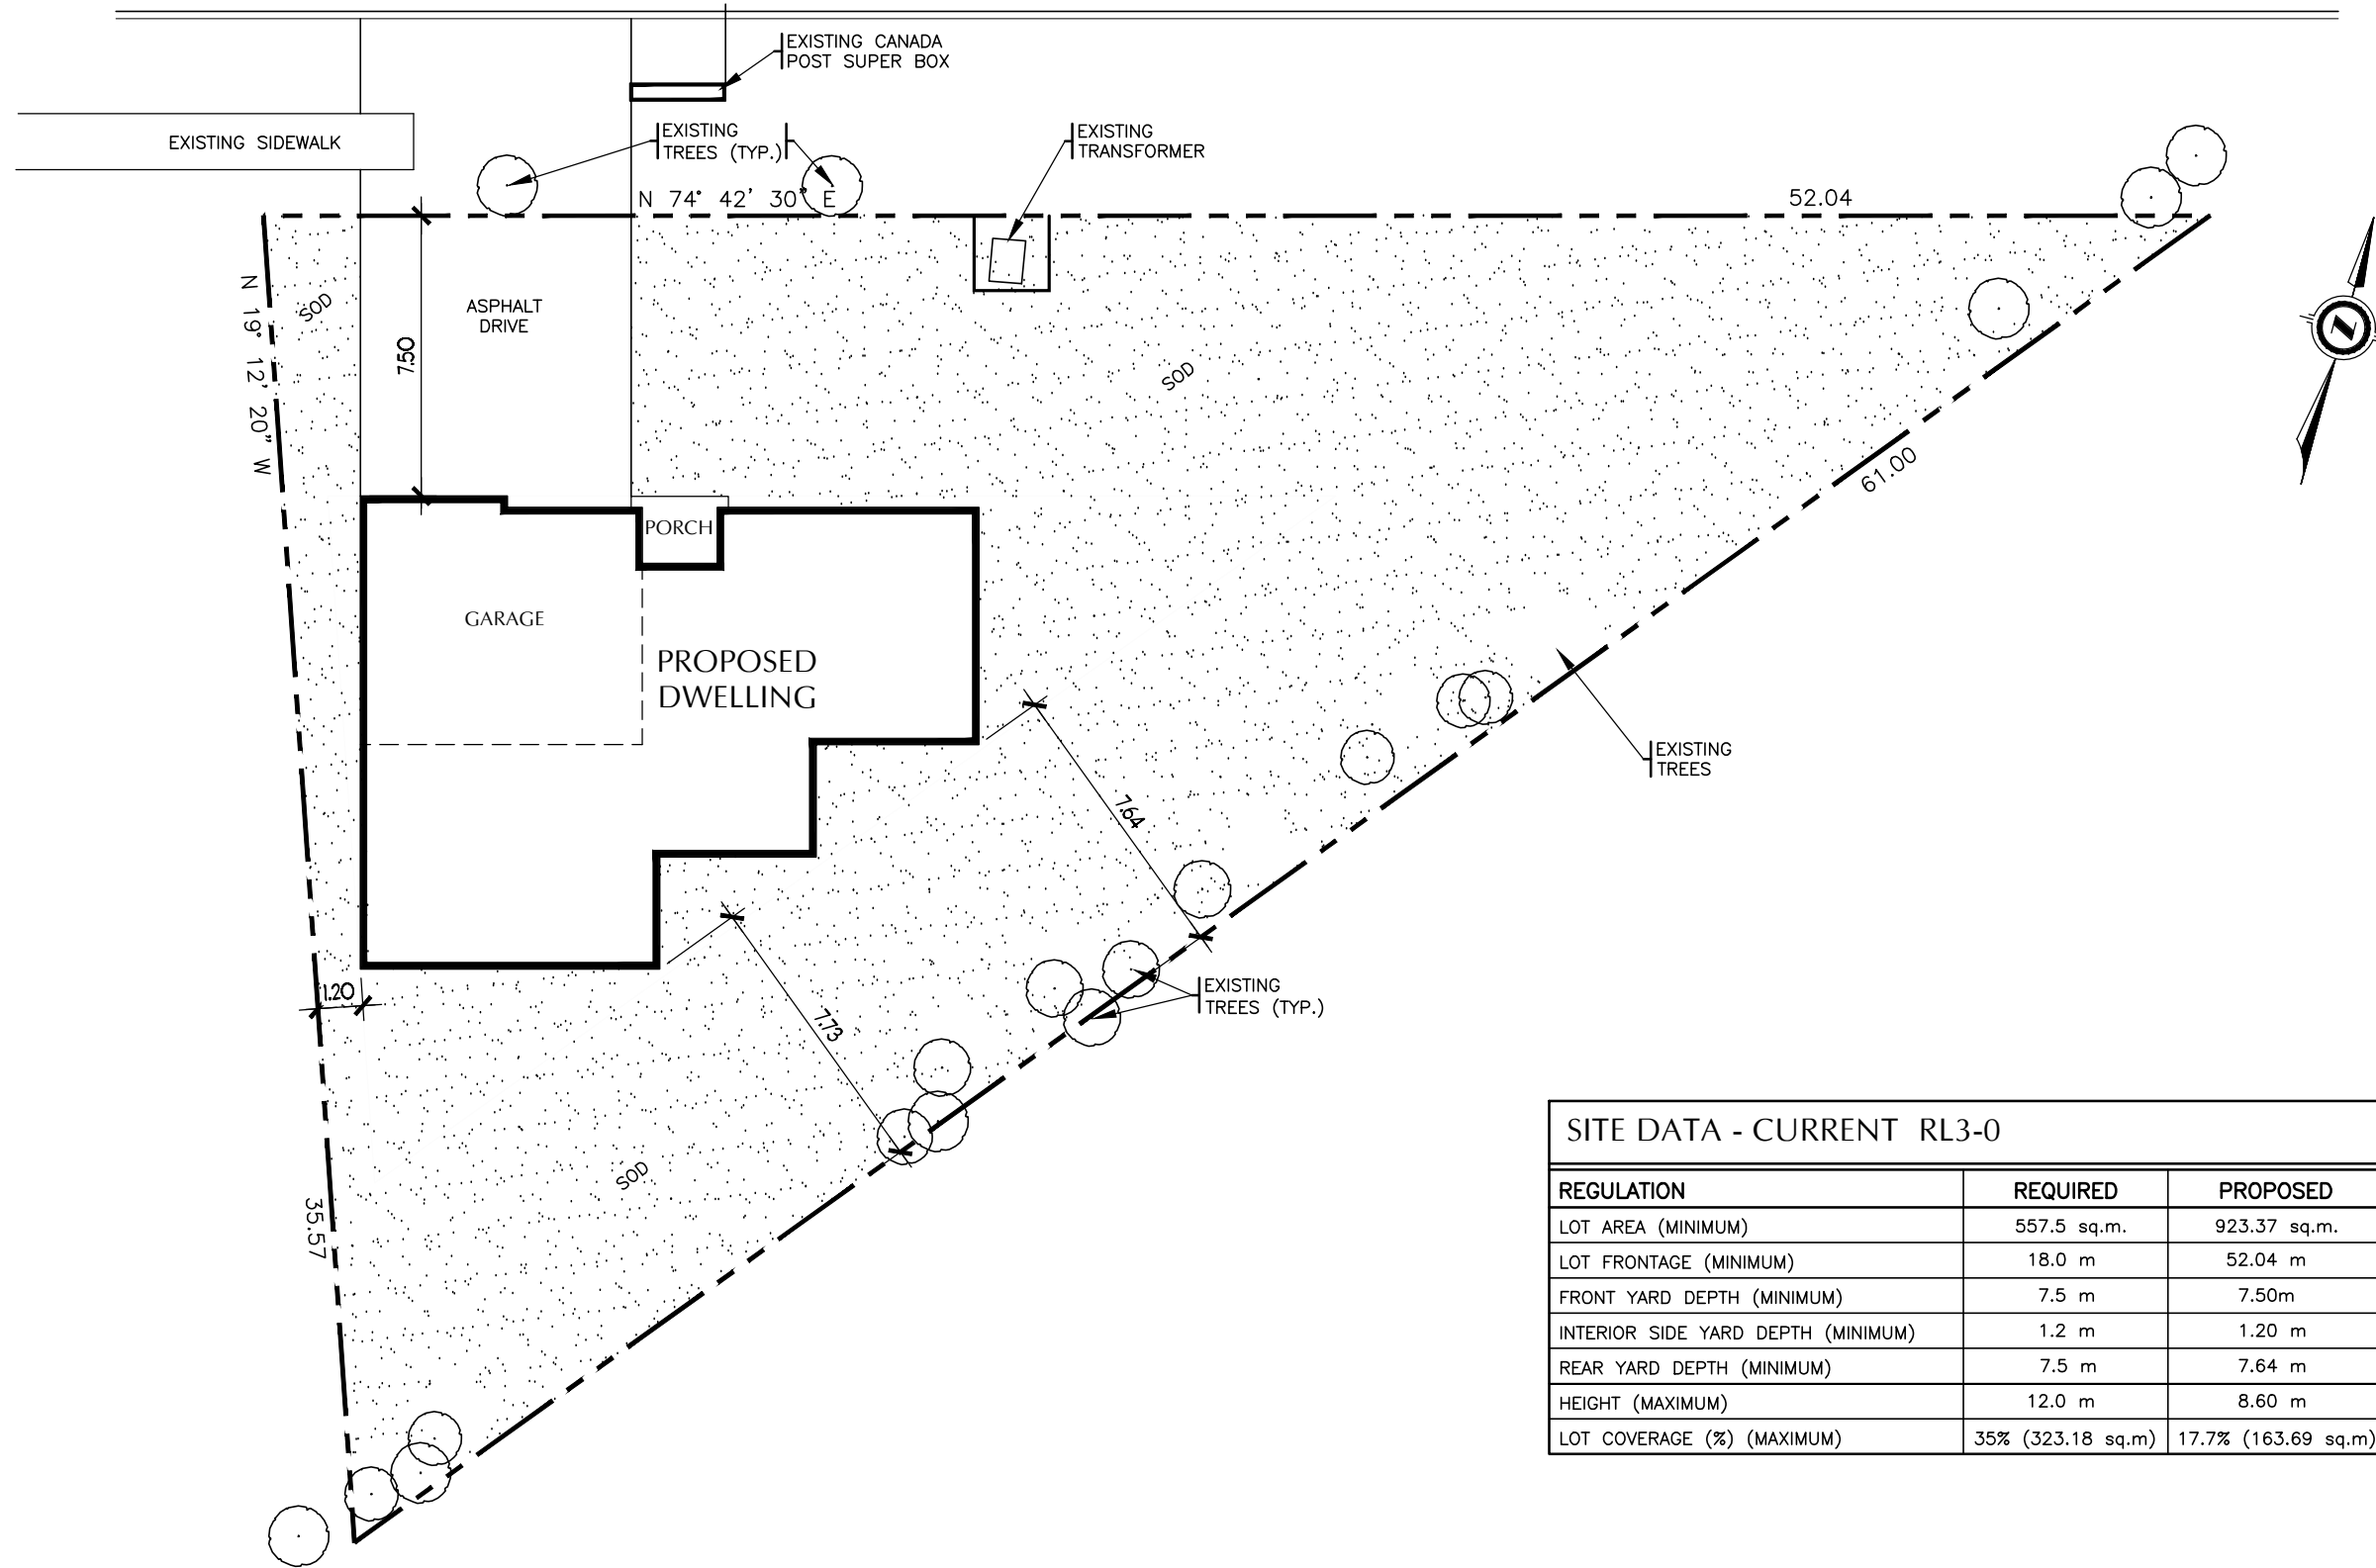 EXISTING CANADA
POST SUPER BOX
EXISTING SIDEWALK
EXISTING
TREES (TYP.)
EXISTING
TRANSFORMER
N 74° 42' 30" E
52.04
N 19° 12' 20" W
SOD
ASPHALT
DRIVE
7.50
SOD
61.00
N
PORCH
GARAGE
PROPOSED
DWELLING
EXISTING
TREES
7.64
1.20
7.73
EXISTING
TREES (TYP.)
SOD
35.57
SITE DATA - CURRENT RL3-0
REGULATION REQUIRED PROPOSED
LOT AREA (MINIMUM) 557.5 sq.m. 923.37 sq.m.
LOT FRONTAGE (MINIMUM) 18.0 m 52.04 m
FRONT YARD DEPTH (MINIMUM) 7.5 m 7.50m
INTERIOR SIDE YARD DEPTH (MINIMUM) 1.2 m 1.20 m
REAR YARD DEPTH (MINIMUM) 7.5 m 7.64 m
HEIGHT (MAXIMUM) 12.0 m 8.60 m
LOT COVERAGE (%) (MAXIMUM) 35% (323.18 sq.m) 17.7% (163.69 sq.m)